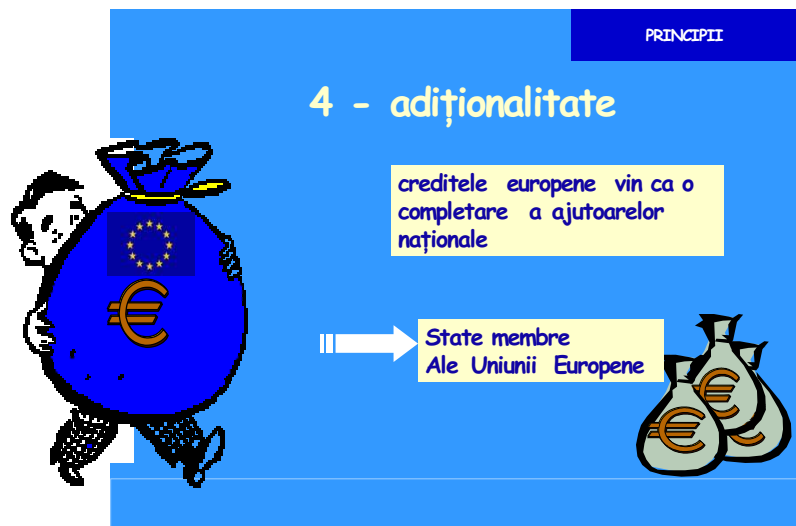 PRINCIPII
4 - adiționalitate
creditele europene vin ca o
completare a ajutoarelor
naționale
State membre
Ale Uniunii Europene